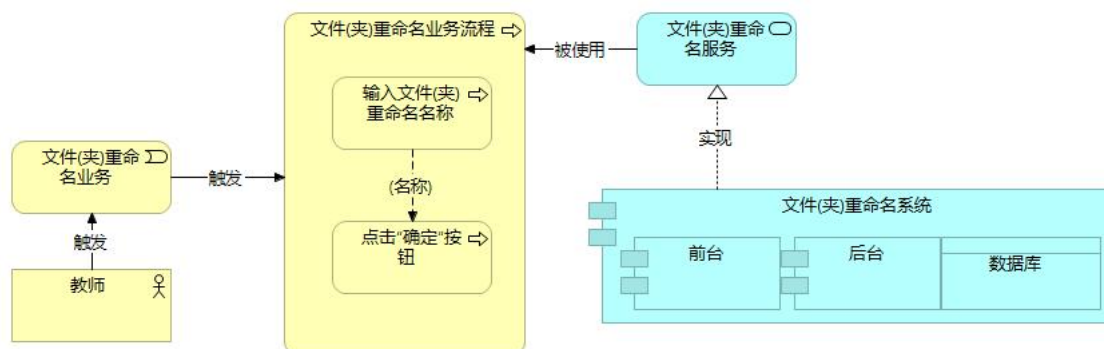 文件(夹)重命名业务流程
文件(夹)重命
名服务
被使用
输入文件(夹)
重命名名称
实现
文件(夹)重命
名业务
触发
(名称)
文件(夹)重命名系统
点击"确定"按
钮
前台
后台
数据库
触发
教师